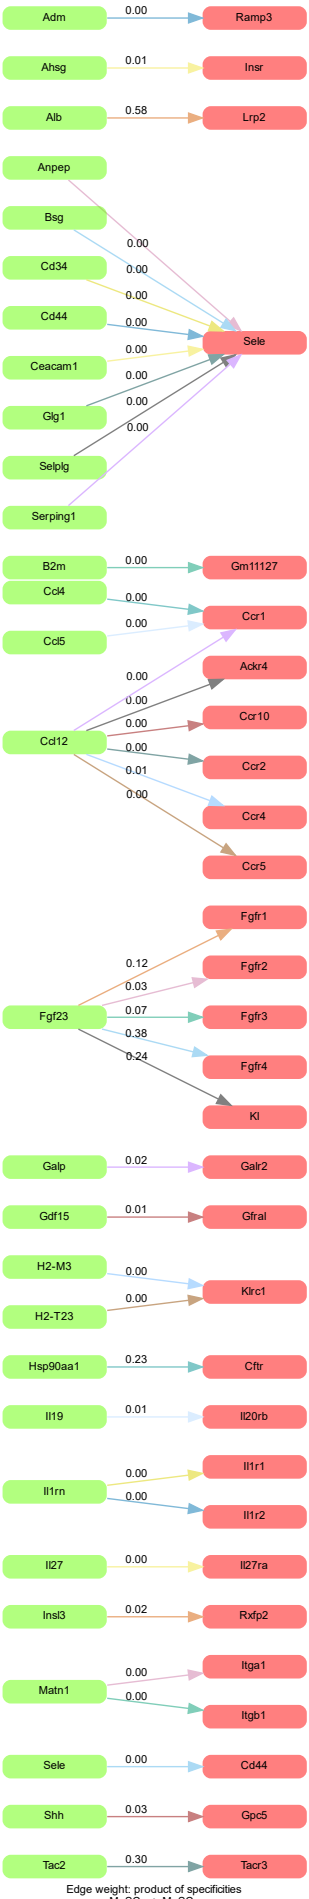 Adm 0.00 Ramp3
Ahsg 0.01 Insr
Alb 0.58 Lrp2
Anpep
Bsg
0.00
Cd34 0.00
0.00
Cd44 0.00
Sele
Ceacam1 0.00
0.00
Glg1 0.00
0.00
Selplg
Serping1
B2m 0.00 Gm11127
Ccl4 0.00
Ccr1
Ccl5 0.00
Ackr4
0.00
0.00
Ccr10
0.00
Ccl12 0.00
Ccr2
0.01
0.00
Ccr4
Ccr5
Fgfr1
0.12
Fgfr2
0.03
Fgf23 0.07 Fgfr3
0.38
0.24
Fgfr4
Kl
Galp 0.02 Galr2
Gdf15 0.01 Gfral
H2-M3 0.00
Klrc1
H2-T23 0.00
Hsp90aa1 0.23 Cftr
Il19 0.01 Il20rb
Il1r1
0.00
Il1rn 0.00
Il1r2
Il27 0.00 Il27ra
Insl3 0.02 Rxfp2
Itga1
0.00
Matn1 0.00
Itgb1
Sele 0.00 Cd44
Shh 0.03 Gpc5
Tac2 0.30 Tacr3
Edge weight: product of specificities